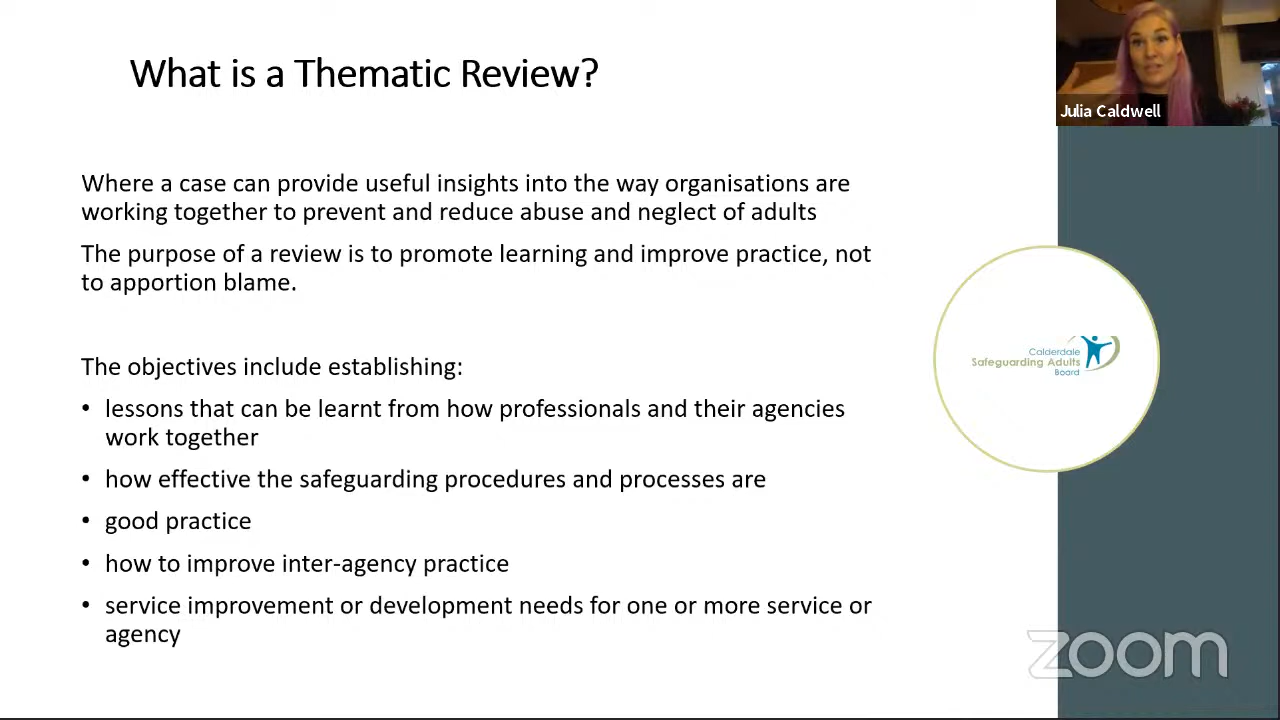 What is a Thematic Review?
Julia Caldwell
Where a case can provide useful insights into the way organisations are
working together to prevent and reduce abuse and neglect of adults
The purpose of a review is to promote learning and improve practice, not
to apportion blame.
The objectives include establishing:
• lessons that can be learnt from how professionals and their agencies
work together
• how effective the safeguarding procedures and processes are
• good practice
• how to improve inter-agency practice
• service improvement or development needs for one or more service or
agency
Calderdale
Safeguarding Adults
Board
zoom